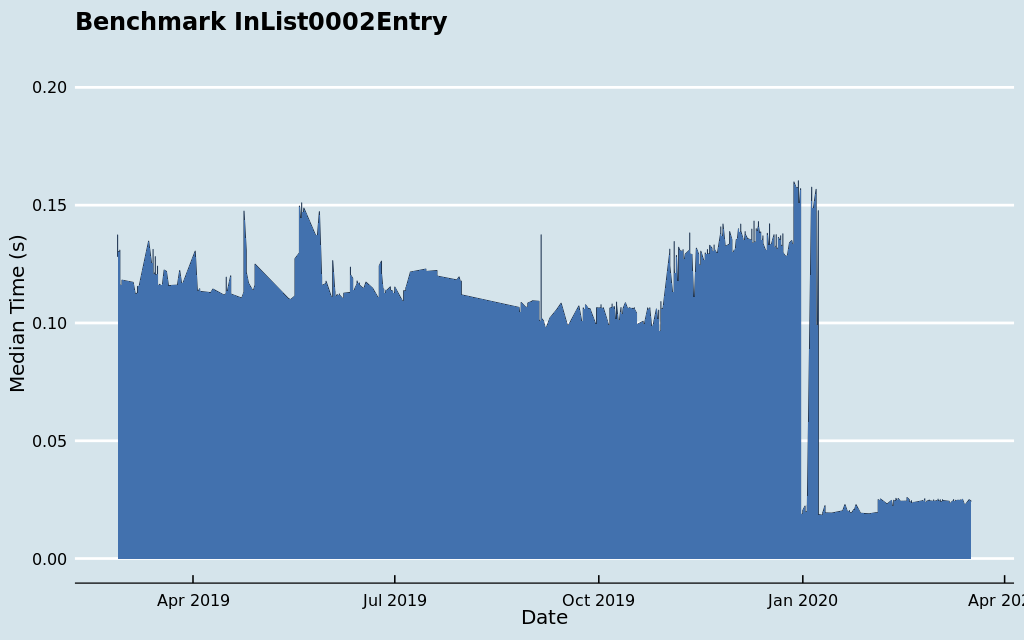 Benchmark InList0002Entry
0.20
0.15
0.10
0.05
0.00
Median Time (s)
Apr 2019 Jul 2019 Oct 2019 Jan 2020 Apr 202
Date